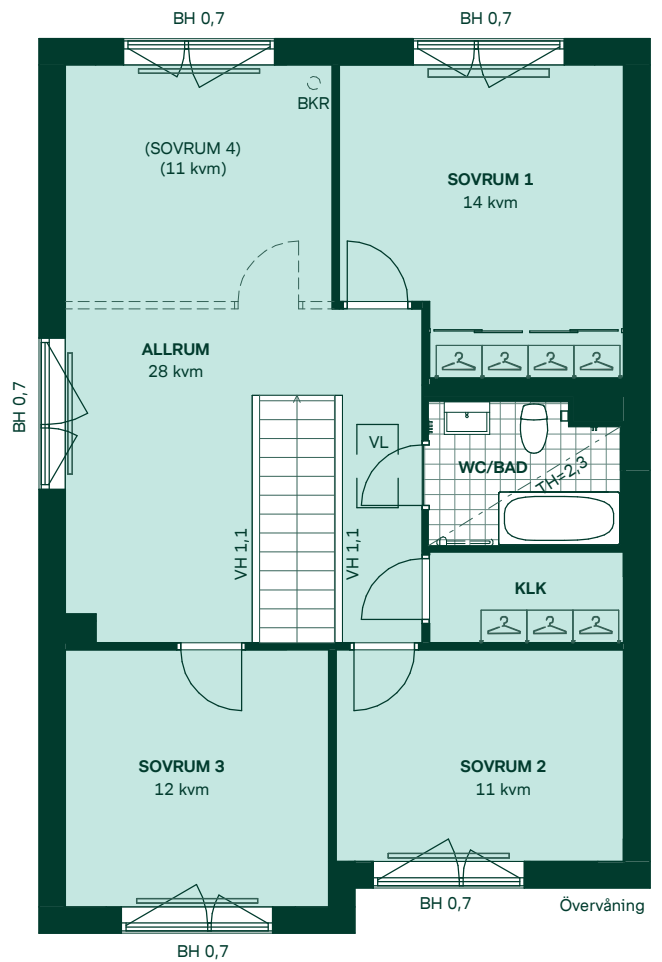 BH 0,7
BH 0,7
BKR
(SOVRUM 4)
(11 kvm)
SOVRUM 1
14 kvm
ALLRUM
28 kvm
BH 0,7
VL
WC/BAD
TH=2,3
VH 1,1
VH 1,1
KLK
SOVRUM 3
12 kvm
SOVRUM 2
11 kvm
BH 0,7
Övervåning
BH 0,7